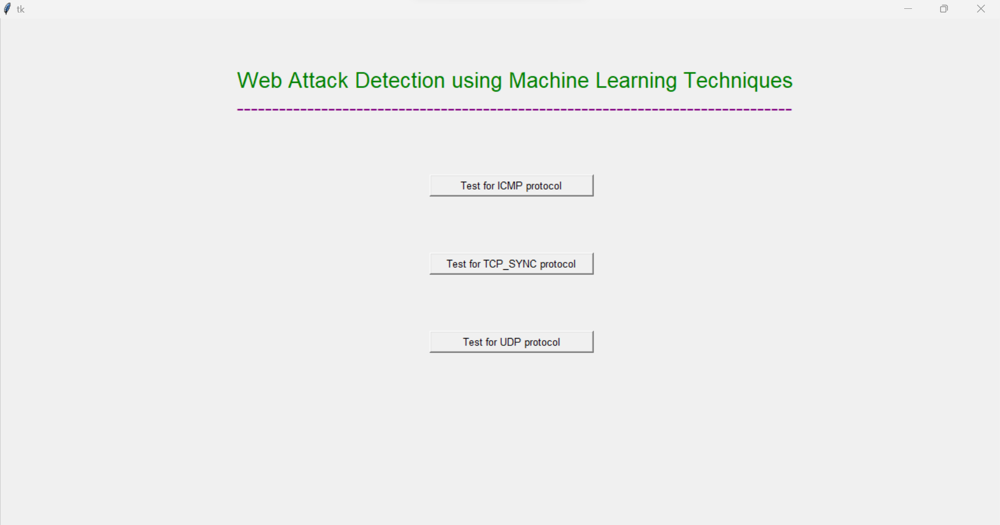 tk
Web Attack Detection using Machine Learning Techniques
-------------------------------------------------------------------------------
Test for ICMP protocol
Test for TCP_SYNC protocol
Test for UDP protocol